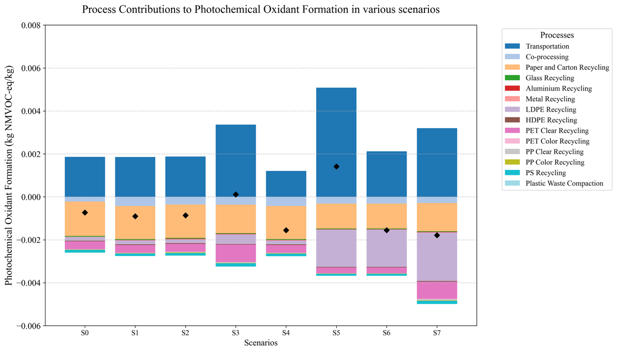 Process Contributions to Photochemical Oxidant Formation in various scenarios
Photochemical Oxidant Formation (kg NMVOC-eq/kg)
0.008
0.006
0.004
0.002
0.000
−0.002
−0.004
−0.006
S0
S1
S2
S3
S4
S5
S6
S7
Scenarios
Processes
Transportation
Co-processing
Paper and Carton Recycling
Glass Recycling
Aluminium Recycling
Metal Recycling
LDPE Recycling
HDPE Recycling
PET Clear Recycling
PET Color Recycling
PP Clear Recycling
PP Color Recycling
PS Recycling
Plastic Waste Compaction